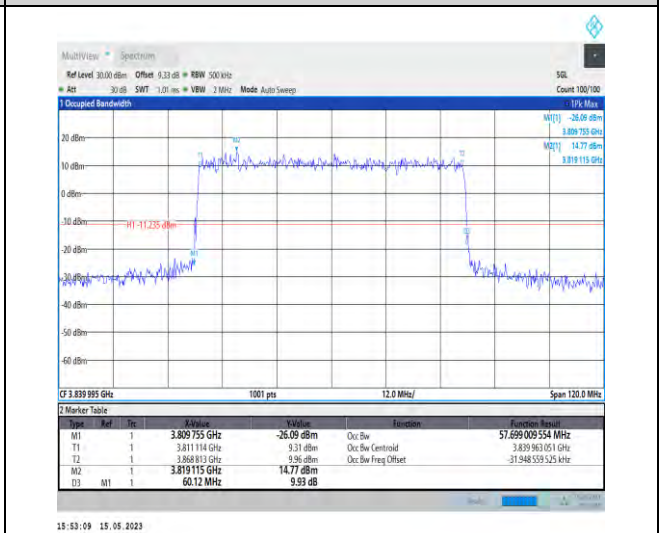 MultiView Spectrum
Ref Level 30.00 dBm Offset 9.33 dB RBW 500 kHz SGL
Att 30 dB SWT 1.01 ms VBW 2 MHz Mode Auto Sweep Count 100/100
1 Occupied Bandwidth 1Pk Max
M1[1] -26.09 dBm
3.809 755 GHz
M2[1] 14.77 dBm
3.819 115 GHz
20 dBm
10 dBm
0 dBm
-10 dBm
H1 -11.235 dBm
-20 dBm
-30 dBm
-40 dBm
-50 dBm
-60 dBm
M2
T1
T2
M1
D3
CF 3.839 995 GHz 1001 pts 12.0 MHz/ Span 120.0 MHz
2 Marker Table
Type Ref Trc X-Value Y-Value Function Function Result
M1 1 3.809 755 GHz -26.09 dBm Occ Bw 57.699 009 554 MHz
T1 1 3.811 114 GHz 9.31 dBm Occ Bw Centroid 3.839 963 051 GHz
T2 1 3.868 813 GHz 9.96 dBm Occ Bw Freq Offset -31.948 559 525 kHz
M2 1 3.819 115 GHz 14.77 dBm
D3 M1 1 60.12 MHz 9.93 dB
15:53:09 15.05.2023